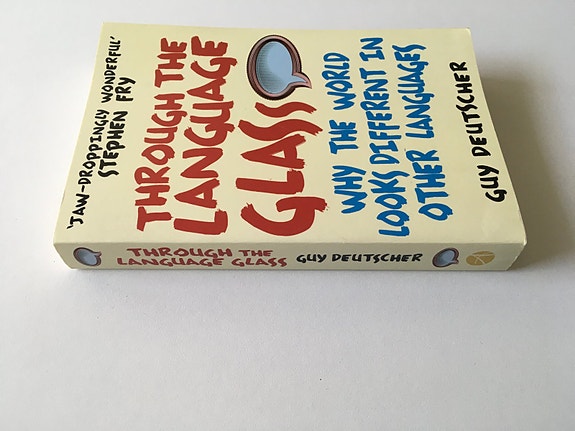 'JAW-DROPPINGLY WONDERFUL'
STEPHEN FRY
THROUGH THE
LANGUAGE
GLASS
WHY THE WORLD
LOOKS DIFFERENT IN
OTHER LANGUAGES
GUY DEUTSCHER
THROUGH THE
LANGUAGE GLASS
GUY DEUTSCHER